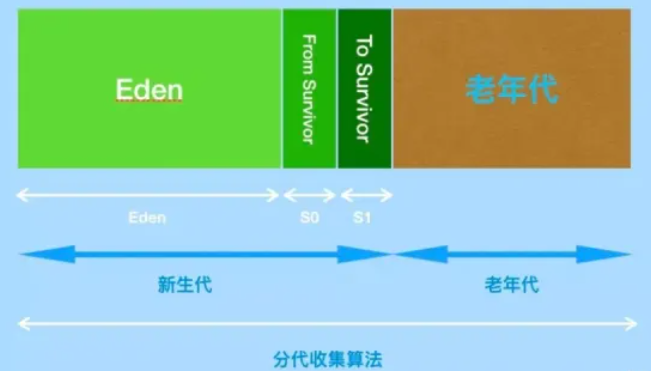 Eden
From Survivor
To Survivor
老年代
Eden
S0
S1
新生代
老年代
分代收集算法